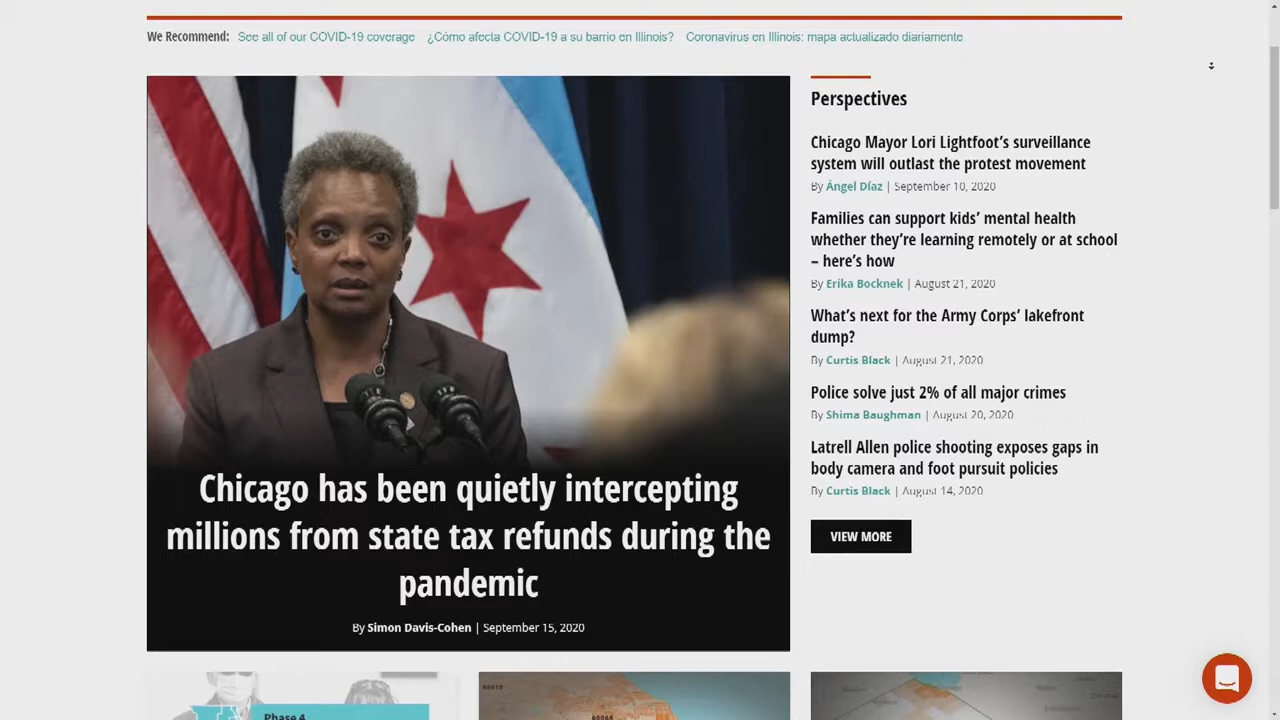 We Recommend: See all of our COVID-19 coverage ¿Cómo afecta COVID-19 a su barrio en Illinois? Coronavirus en Illinois: mapa actualizado diariamente
Chicago has been quietly intercepting
millions from state tax refunds during the
pandemic
By Simon Davis-Cohen | September 15, 2020
Perspectives
Chicago Mayor Lori Lightfoot’s surveillance
system will outlast the protest movement
By Ángel Díaz | September 10, 2020
Families can support kids’ mental health
whether they’re learning remotely or at school
– here’s how
By Erika Bocknek | August 21, 2020
What’s next for the Army Corps’ lakefront
dump?
By Curtis Black | August 21, 2020
Police solve just 2% of all major crimes
By Shima Baughman | August 20, 2020
Latrell Allen police shooting exposes gaps in
body camera and foot pursuit policies
By Curtis Black | August 14, 2020
VIEW MORE
Phase 4
60610